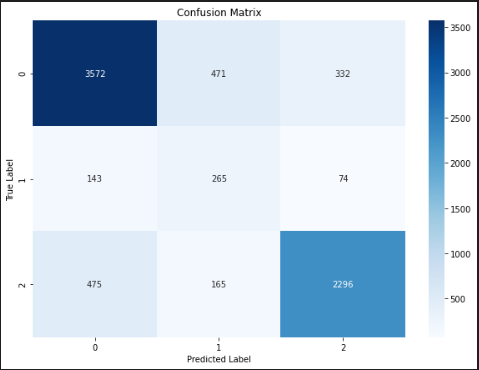 Confusion Matrix
3500
0 3572 471 332
3000
2500
True Label
1 143 265 74
2000
1500
1000
2 475 165 2296
500
0 1 2
Predicted Label